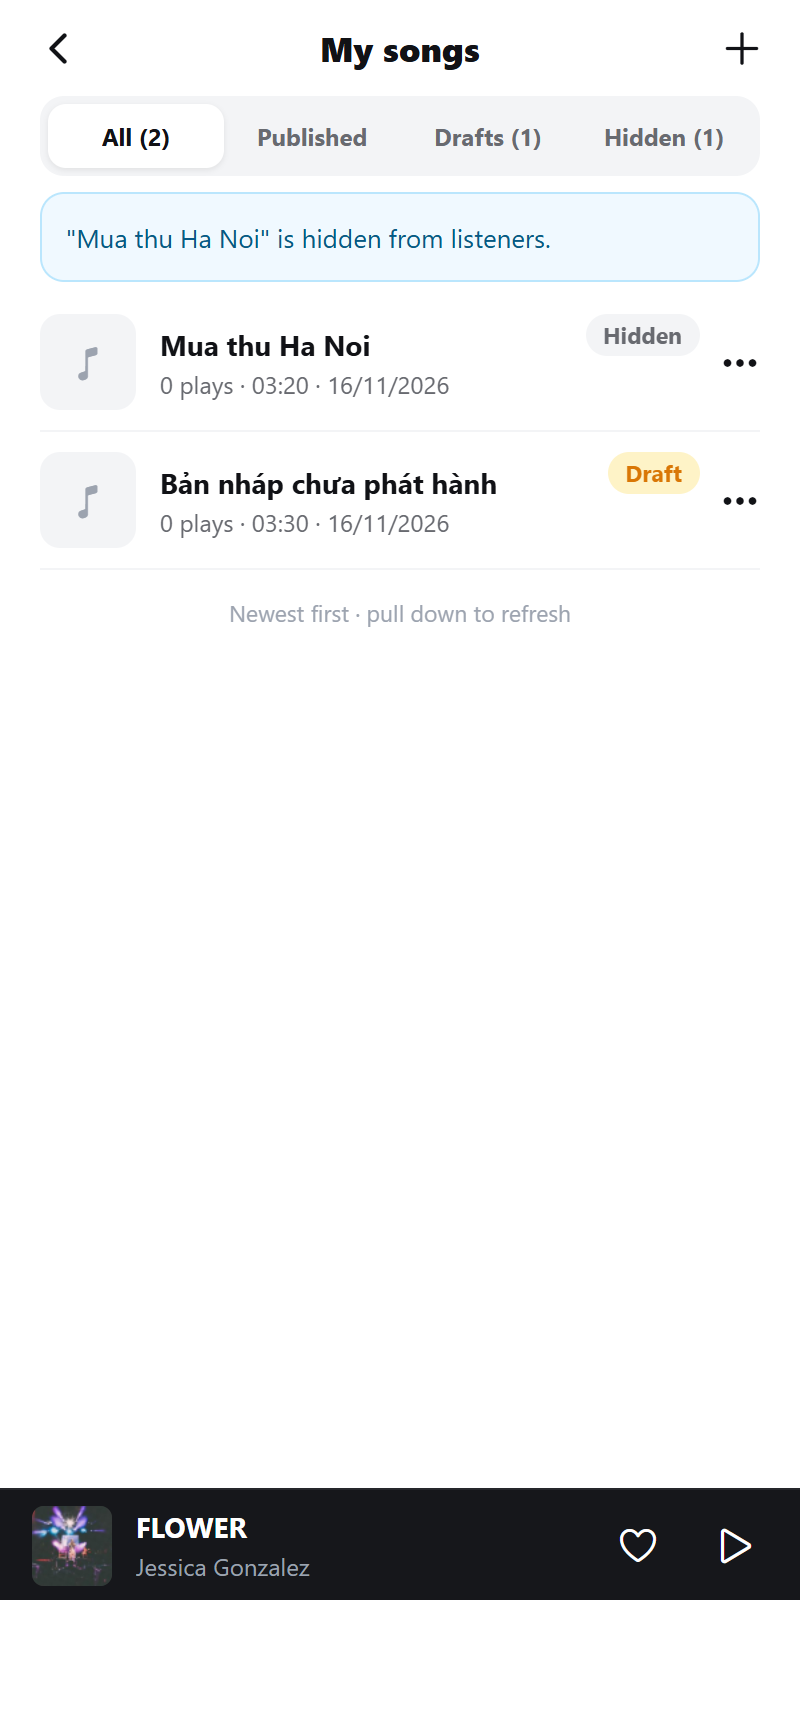 My songs
All (2)
Published
Drafts (1)
Hidden (1)
"Mua thu Ha Noi" is hidden from listeners.
Mua thu Ha Noi
Hidden
0 plays · 03:20 · 16/11/2026
Bản nháp chưa phát hành
Draft
0 plays · 03:30 · 16/11/2026
Newest first · pull down to refresh
FLOWER
Jessica Gonzalez